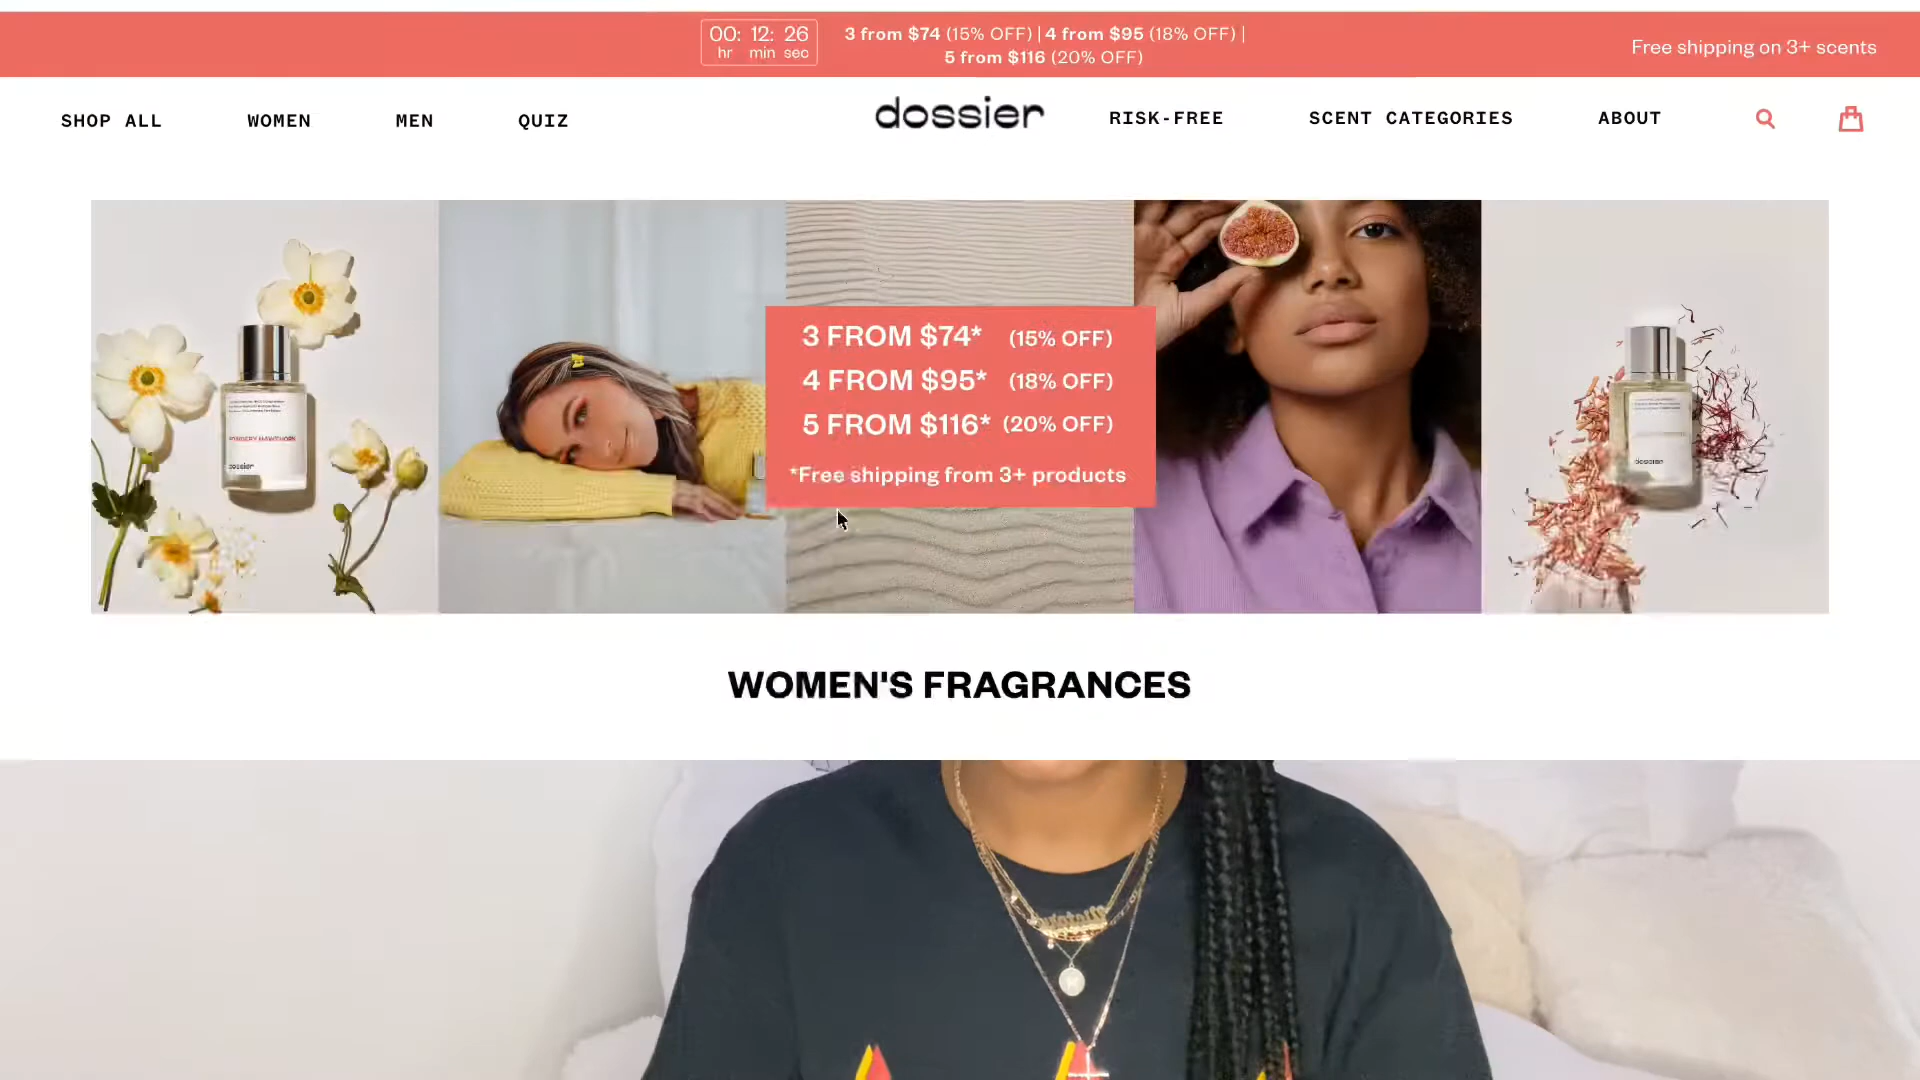 00: 12: 26
hr min sec
3 from $74 (15% OFF) | 4 from $95 (18% OFF) |
5 from $116 (20% OFF)
Free shipping on 3+ scents
SHOP ALL
WOMEN
MEN
QUIZ
dossier
RISK-FREE
SCENT CATEGORIES
ABOUT
3 FROM $74* (15% OFF)
4 FROM $95* (18% OFF)
5 FROM $116* (20% OFF)
*Free shipping from 3+ products
POWDERY HAWTHORN
dossier
dossier
WOMEN'S FRAGRANCES